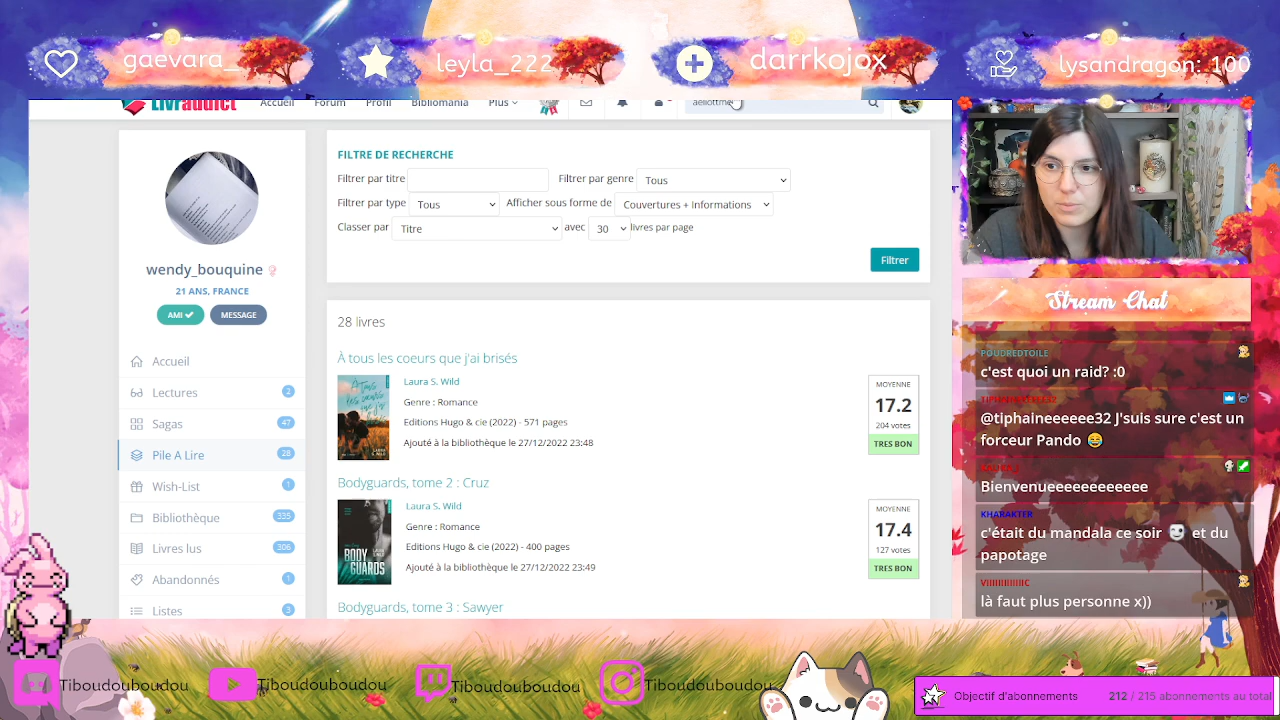 gaevara_
leyla_222
darrkojox
lysandragon: 100
Livraddict
Accueil
Forum
Profil
Bibliomania
Plus
FILTRE DE RECHERCHE
Filtrer par titre
Filtrer par genre Tous
Filtrer par type Tous
Afficher sous forme de Couvertures + Informations
Classer par Titre avec 30 livres par page
Filtrer
wendy_bouquine
21 ANS, FRANCE
AMI
MESSAGE
Accueil
Lectures 2
Sagas 47
Pile A Lire 28
Wish-List 1
Bibliothèque 335
Livres lus 306
Abandonnés 1
Listes 3
28 livres
À tous les coeurs que j'ai brisés
Laura S. Wild
Genre : Romance
Editions Hugo & cie (2022) - 571 pages
Ajouté à la bibliothèque le 27/12/2022 23:48
MOYENNE
17.2
204 votes
TRES BON
Bodyguards, tome 2 : Cruz
BODY
GUARDS
Laura S. Wild
Genre : Romance
Editions Hugo & cie (2022) - 400 pages
Ajouté à la bibliothèque le 27/12/2022 23:49
MOYENNE
17.4
127 votes
TRES BON
Bodyguards, tome 3 : Sawyer
Stream Chat
POUDREDTOILE
c'est quoi un raid? :0
@tiphaineeeeee32 J'suis sure c'est un
forceur Pando 😂
Bienvenueeeeeeeeeeee
KHARAKTER
c'était du mandala ce soir et du
papotage
là faut plus personne x))
Tiboudouboudou
Tiboudouboudou
Tiboudouboudou
Tiboudouboudou
Objectif d'abonnements
212 / 215 abonnements au total